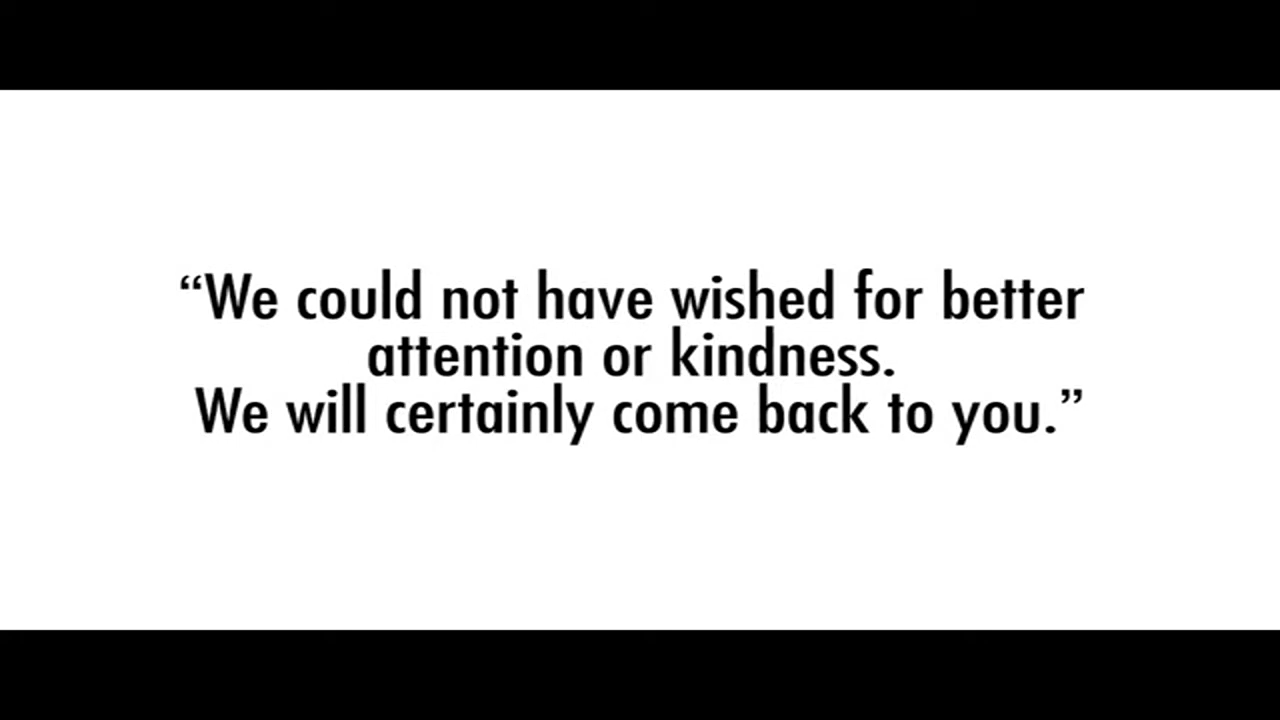 “We could not have wished for better
attention or kindness.
We will certainly come back to you.”